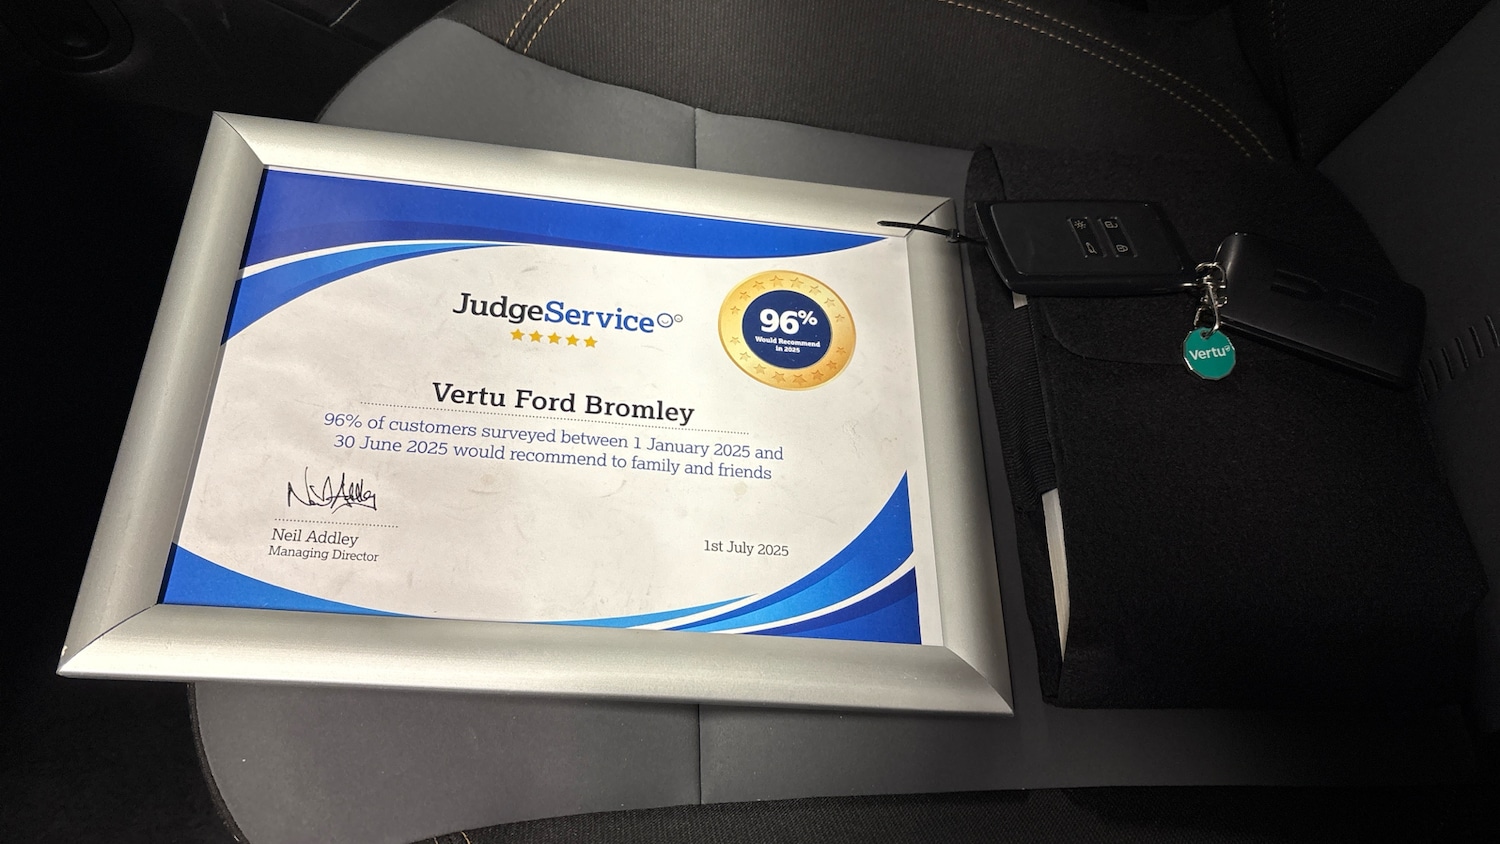 JudgeService
96%
Would Recommend
in 2025
Vertu Ford Bromley
96% of customers surveyed between 1 January 2025 and
30 June 2025 would recommend to family and friends
Neil Addley
Managing Director
1st July 2025
Vertu